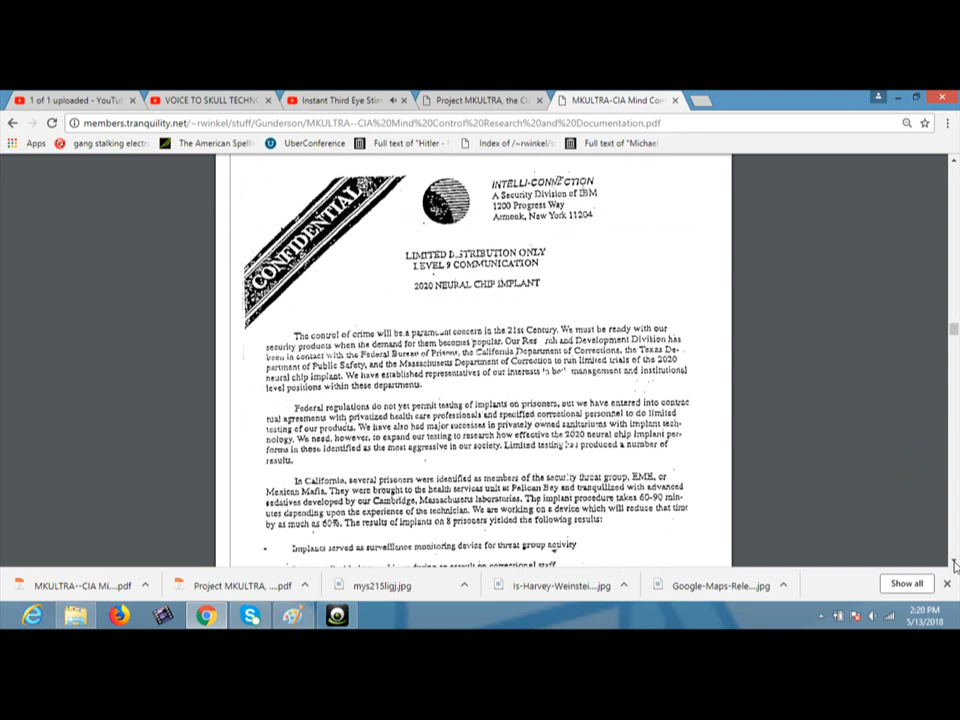 1 of 1 uploaded - YouTu
VOICE TO SKULL TECHN
Instant Third Eye Stim
Project MKULTRA, the C
MKULTRA-CIA Mind Con
members.tranquility.net/~rwinkel/stuff/Gunderson/MKULTRA--CIA%20Mind%20Control%20Research%20and%20Documentation.pdf
Apps
gang stalking electr
The American Spelli
UberConference
Full text of "Hitler -
Index of /~rwinkel/s
Full text of "Michael
CONFIDENTIAL
INTELLI-CONNECTION
A Security Division of IBM
1200 Progress Way
Armonk, New York 11204
LIMITED DISTRIBUTION ONLY
LEVEL 9 COMMUNICATION
2020 NEURAL CHIP IMPLANT
The control of crime will be a paramount concern in the 21st Century. We must be ready with our
security products when the demand for them becomes popular. Our Res rch and Development Division has
been in contact with the Federal Bureau of Prisons, the California Department of Corrections, the Texas De-
partment of Public Safety, and the Massachusetts Department of Correction to run limited trials of the 2020
neural chip implant. We have established representatives of our interests in both management and institutional
level positions within these departments.
Federal regulations do not yet permit testing of implants on prisoners, but we have entered into contrac
tual agreements with privatized health care professionals and specified correctional personnel to do limited
testing of our products. We have also had major successes in privately owned sanitariums with implant tech-
nology. We need, however, to expand our testing to research how effective the 2020 neural chip implant per-
forms in those identified as the most aggressive in our society. Limited testing has produced a number of
results.
In California, several prisoners were identified as members of the security threat group, EME, or
Mexican Mafia. They were brought to the health services unit at Pelican Bay and tranquilized with advanced
sedatives developed by our Cambridge, Massachusetts laboratories. The implant procedure takes 60-90 min-
utes depending upon the experience of the technician. We are working on a device which will reduce that time
by as much as 60%. The results of implants on 8 prisoners yielded the following results:
• Implants served as surveillance monitoring device for threat group activity
MKULTRA--CIA Mi....pdf
Project MKULTRA, ....pdf
mys215ligj.jpg
Is-Harvey-Weinstei....jpg
Google-Maps-Rele....jpg
Show all
2:20 PM
5/13/2018